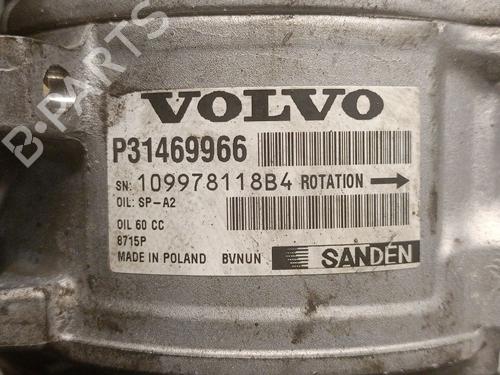 B-PARTS
VOLVO
P31469966
SN: 109978118B4 ROTATION →
OIL: SP-A2
OIL 60 CC
8715P
MADE IN POLAND BVNUN SANDEN